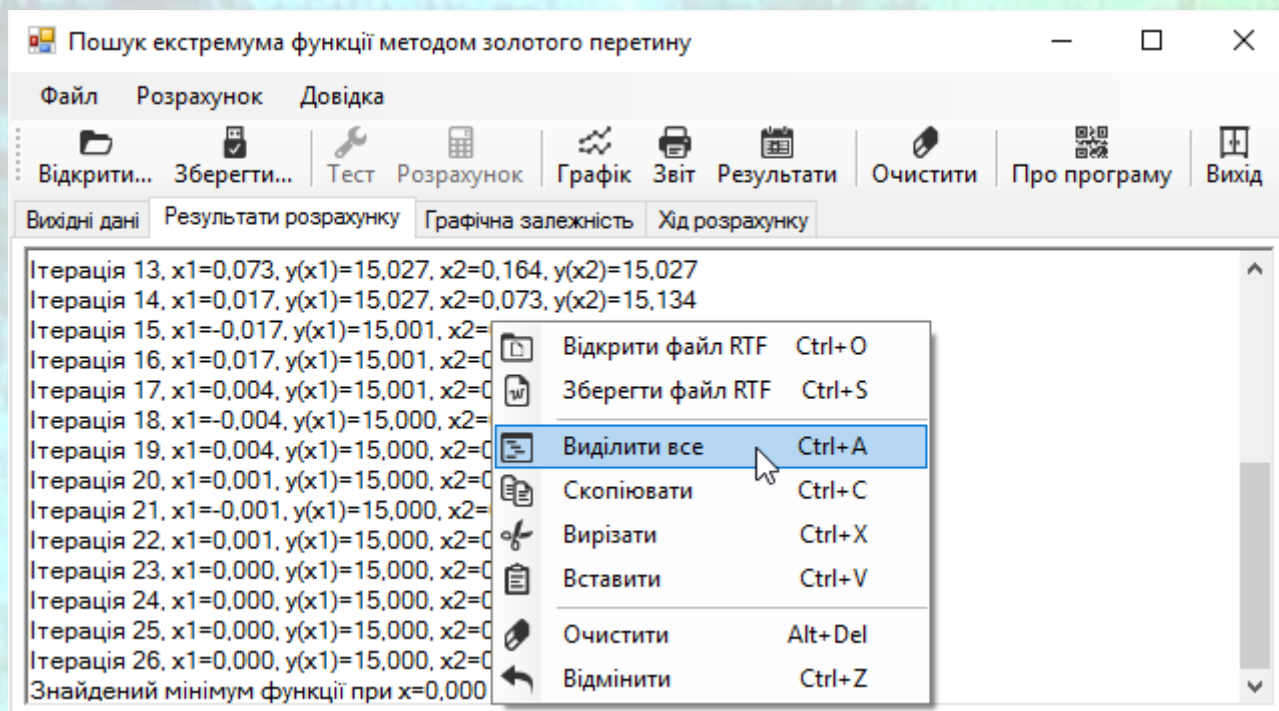 Пошук екстремума функції методом золотого перетину
Файл Розрахунок Довідка
Відкрити... Зберегти... Тест Розрахунок Графік Звіт Результати Очистити Про програму Вихід
Вихідні дані Результати розрахунку Графічна залежність Хід розрахунку
Ітерація 13, x1=0,073, y(x1)=15,027, x2=0,164, y(x2)=15,027
Ітерація 14, x1=0,017, y(x1)=15,027, x2=0,073, y(x2)=15,134
Ітерація 15, x1=-0,017, y(x1)=15,001, x2=
Ітерація 16, x1=0,017, y(x1)=15,001, x2=0
Ітерація 17, x1=0,004, y(x1)=15,001, x2=0
Ітерація 18, x1=-0,004, y(x1)=15,000, x2=
Ітерація 19, x1=0,004, y(x1)=15,000, x2=0
Ітерація 20, x1=0,001, y(x1)=15,000, x2=0
Ітерація 21, x1=-0,001, y(x1)=15,000, x2=
Ітерація 22, x1=0,001, y(x1)=15,000, x2=0
Ітерація 23, x1=0,000, y(x1)=15,000, x2=0
Ітерація 24, x1=0,000, y(x1)=15,000, x2=0
Ітерація 25, x1=0,000, y(x1)=15,000, x2=0
Ітерація 26, x1=0,000, y(x1)=15,000, x2=0
Знайдений мінімум функції при x=0,000
Відкрити файл RTF Ctrl+O
Зберегти файл RTF Ctrl+S
Виділити все Ctrl+A
Скопіювати Ctrl+C
Вирізати Ctrl+X
Вставити Ctrl+V
Очистити Alt+Del
Відмінити Ctrl+Z